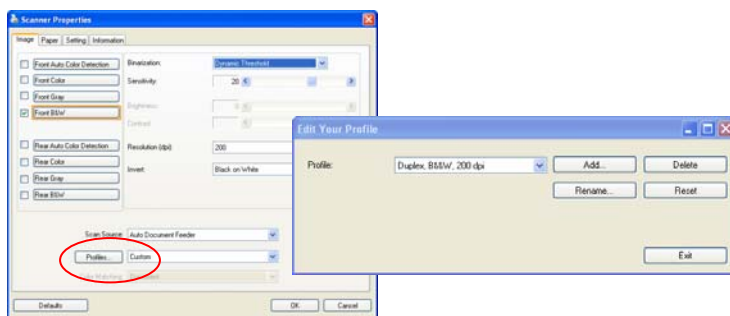 Scanner Properties
Image Paper Setting Information
Front Auto Color Detection
Front Color
Front Gray
Front B&W
Rear Auto Color Detection
Rear Color
Rear Gray
Rear B&W
Binarization: Dynamic Threshold
Sensitivity: 20
Brightness: 0
Contrast:
Resolution (dpi): 200
Invert: Black on White
Scan Source: Auto Document Feeder
Profiles... Custom
Defaults OK Cancel
Edit Your Profile
Profile: Duplex, B&W, 200 dpi Add... Delete
Rename... Reset
Exit